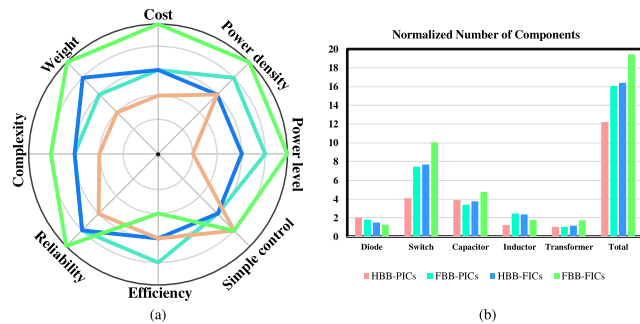 (a)
Cost
Power density
Power level
Simple control
Efficiency
Reliability
Complexity
Weight
(b)
Normalized Number of Components
20
18
16
14
12
10
8
6
4
2
0
Diode Switch Capacitor Inductor Transformer Total
HBB-PICs FBB-PICs HBB-FICs FBB-FICs
(a) (b)